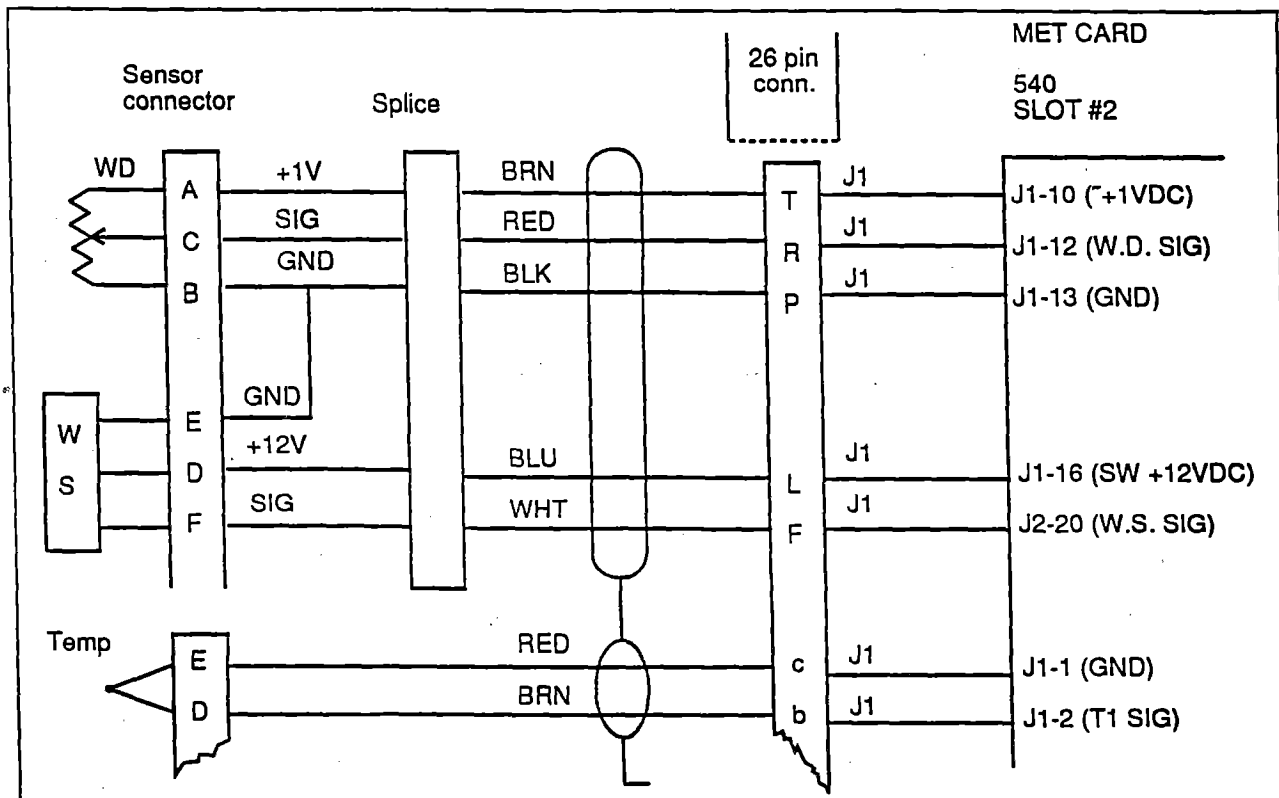 MET CARD
540
SLOT #2
26 pin
conn.
Sensor
connector
Splice
WD
A
+1V
BRN
T
J1
J1-10 (+1VDC)
C
SIG
RED
R
J1
J1-12 (W.D. SIG)
B
GND
BLK
P
J1
J1-13 (GND)
W
S
E
GND
D
+12V
BLU
L
J1
J1-16 (SW +12VDC)
F
SIG
WHT
F
J1
J2-20 (W.S. SIG)
Temp
E
RED
c
J1
J1-1 (GND)
D
BRN
b
J1
J1-2 (T1 SIG)